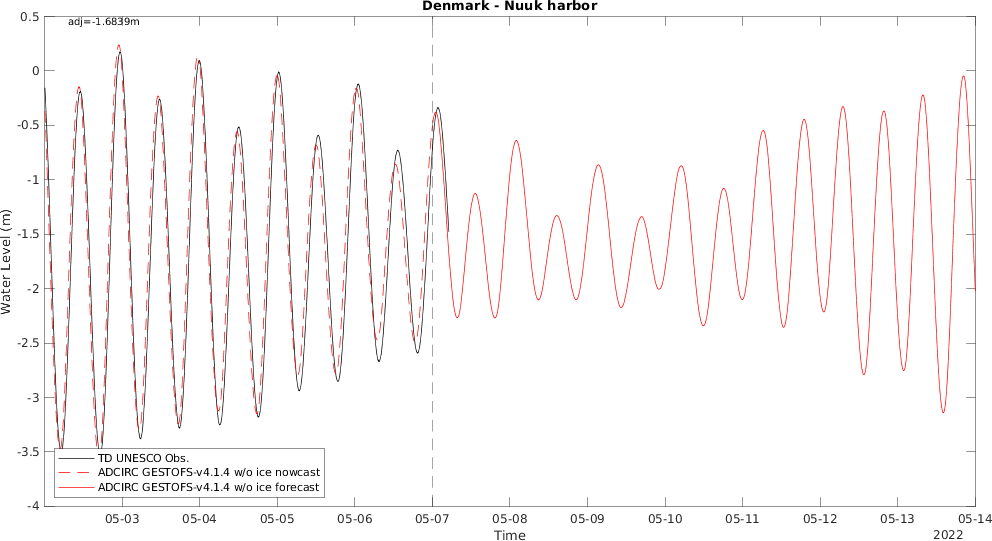 Denmark - Nuuk harbor
adj=-1.6839m
0.5
0
-0.5
-1
-1.5
-2
-2.5
-3
-3.5
-4
Water Level (m)
TD UNESCO Obs.
ADCIRC GESTOFS-v4.1.4 w/o ice nowcast
ADCIRC GESTOFS-v4.1.4 w/o ice forecast
05-03 05-04 05-05 05-06 05-07 05-08 05-09 05-10 05-11 05-12 05-13 05-14
Time
2022